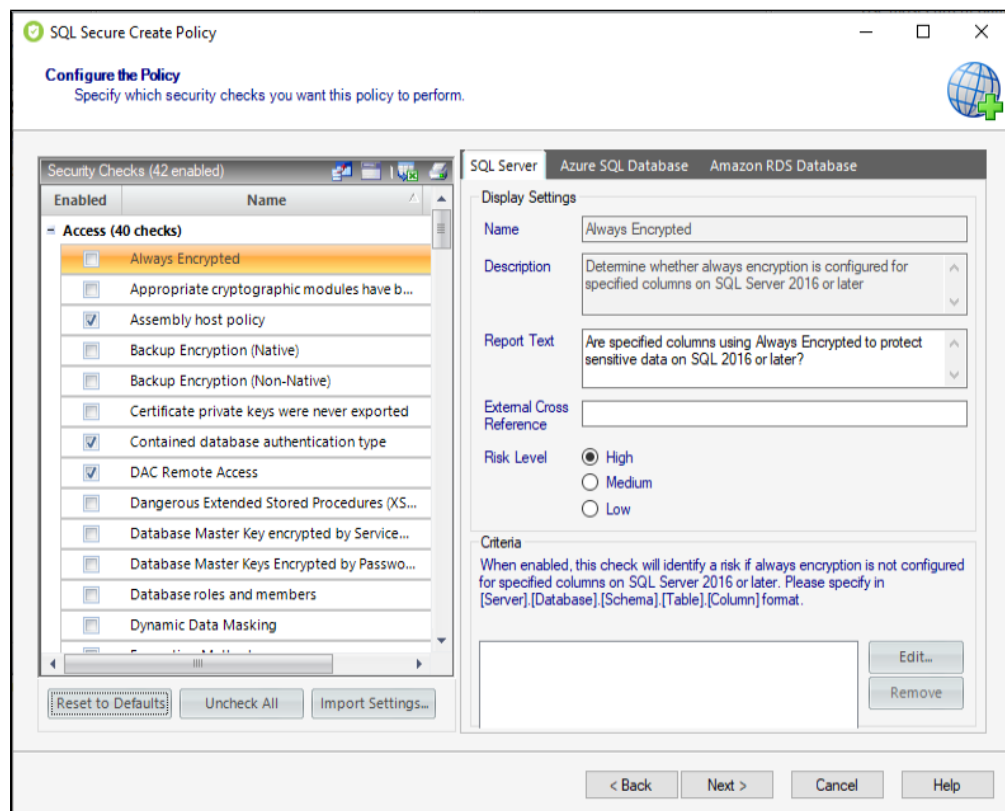 SQL Secure Create Policy
Configure the Policy
Specify which security checks you want this policy to perform.
Security Checks (42 enabled)
Enabled
Name
Access (40 checks)
Always Encrypted
Appropriate cryptographic modules have b...
Assembly host policy
Backup Encryption (Native)
Backup Encryption (Non-Native)
Certificate private keys were never exported
Contained database authentication type
DAC Remote Access
Dangerous Extended Stored Procedures (XS...
Database Master Key encrypted by Service...
Database Master Keys Encrypted by Passwo...
Database roles and members
Dynamic Data Masking
Reset to Defaults
Uncheck All
Import Settings...
SQL Server
Azure SQL Database
Amazon RDS Database
Display Settings
Name
Always Encrypted
Description
Determine whether always encryption is configured for
specified columns on SQL Server 2016 or later
Report Text
Are specified columns using Always Encrypted to protect
sensitive data on SQL 2016 or later?
External Cross
Reference
Risk Level
High
Medium
Low
Criteria
When enabled, this check will identify a risk if always encryption is not configured
for specified columns on SQL Server 2016 or later. Please specify in
[Server].[Database].[Schema].[Table].[Column] format.
Edit...
Remove
< Back
Next >
Cancel
Help